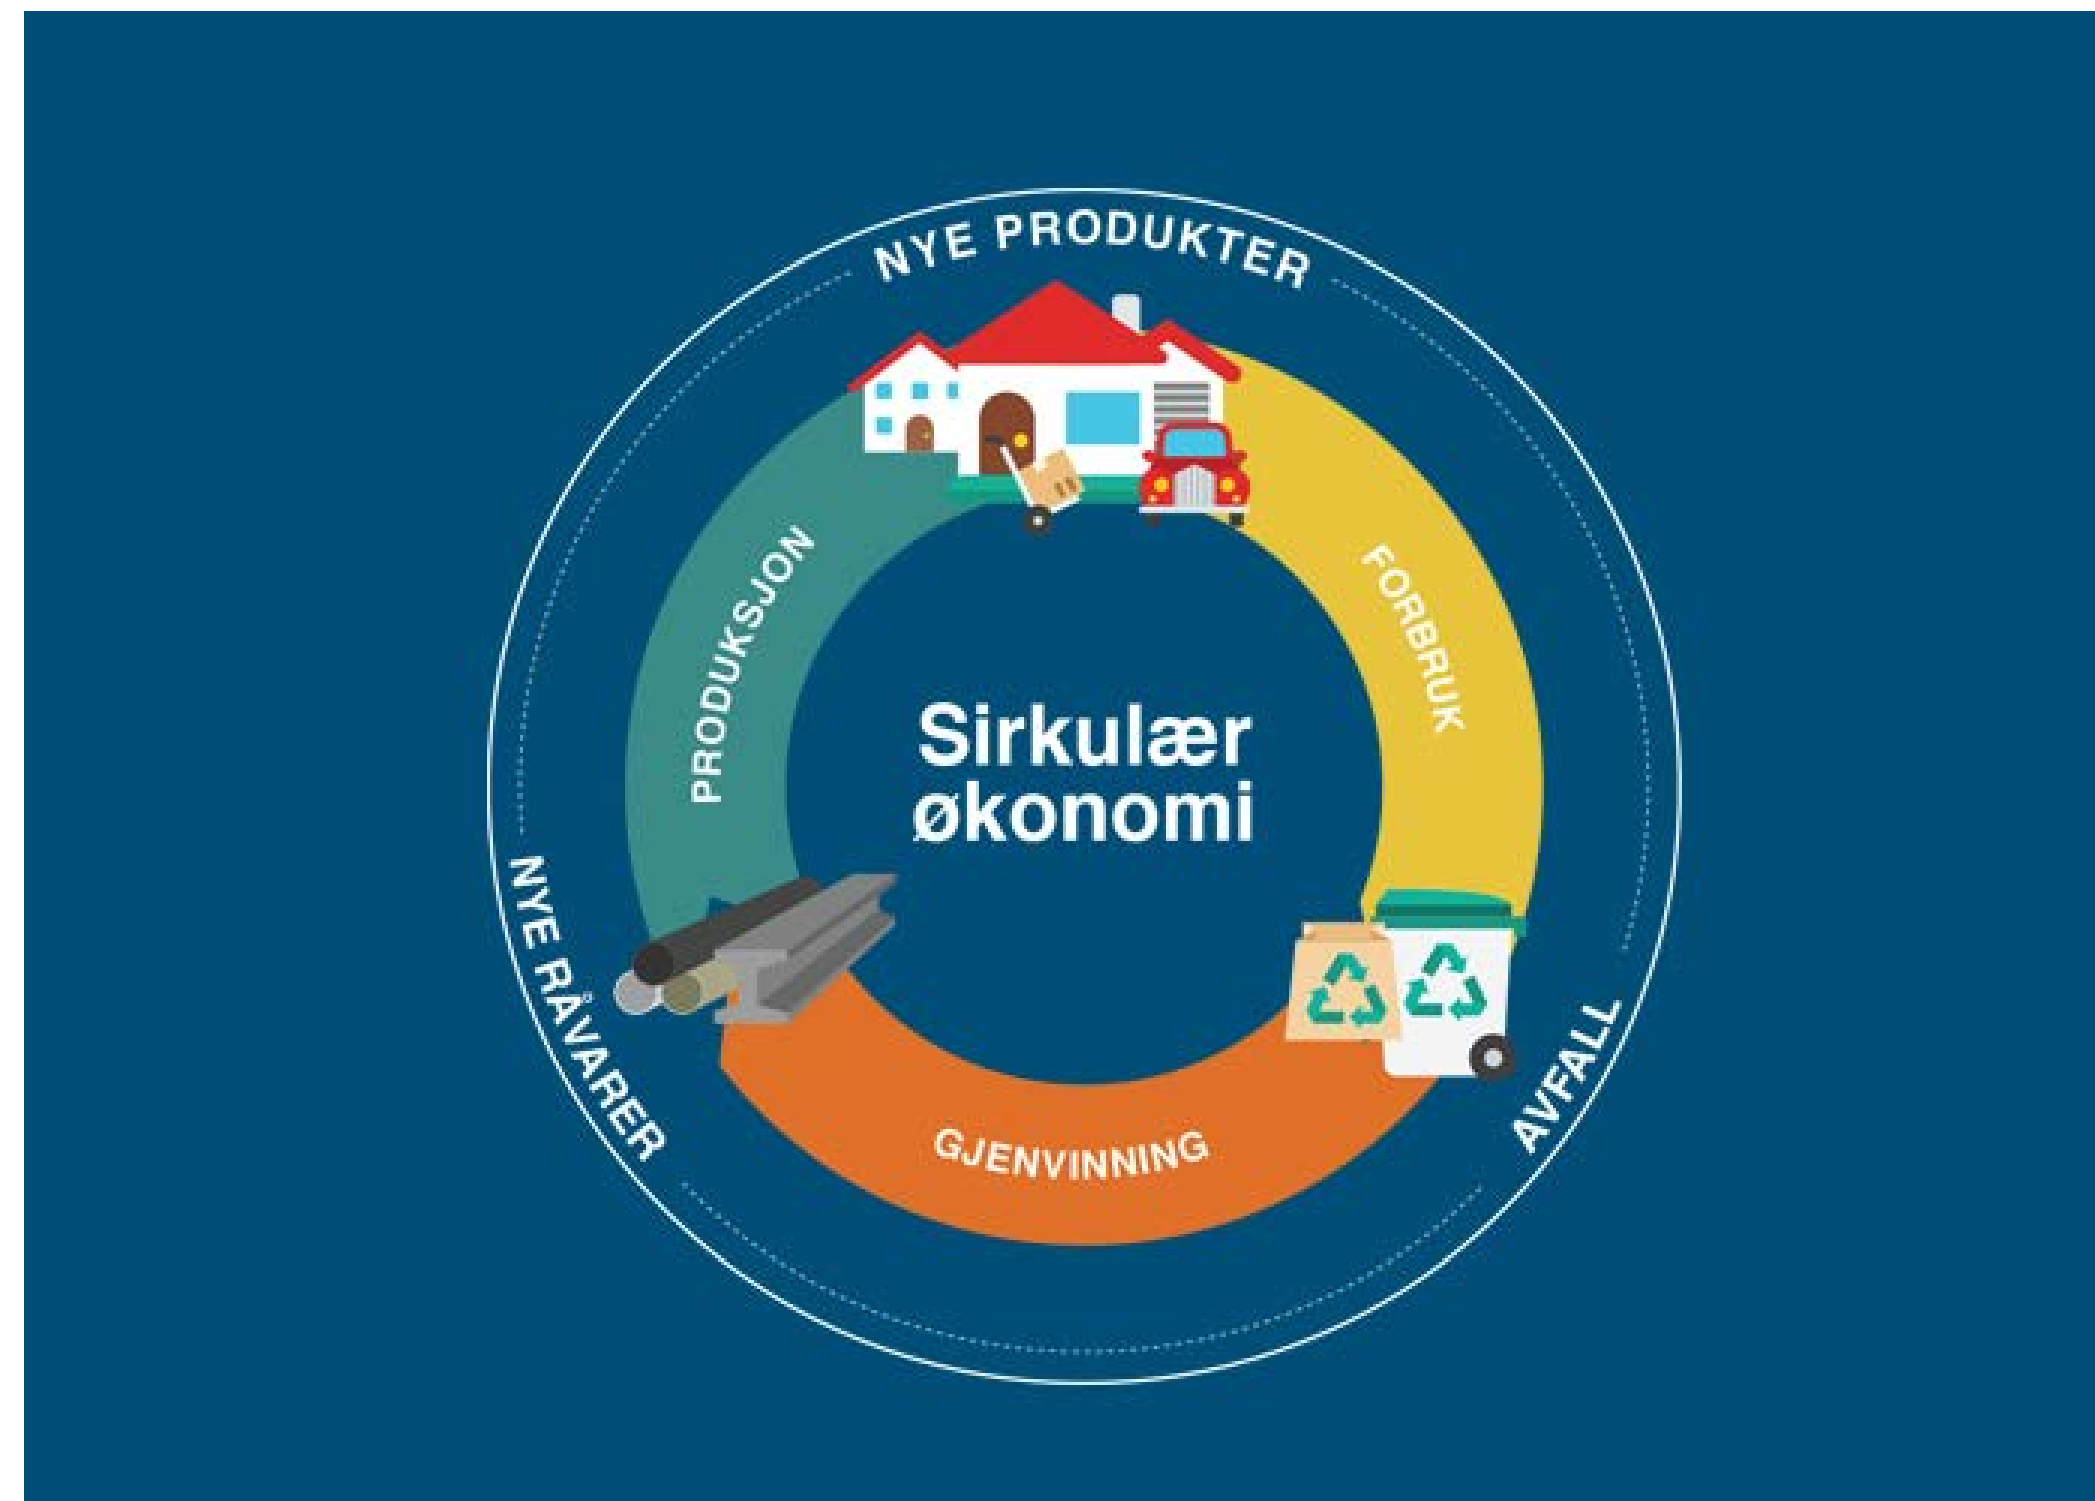 NYE PRODUKTER
PRODUKSJON
FORBRUK
Sirkulær
økonomi
NYE RÅVARER
AVFALL
GJENVINNING